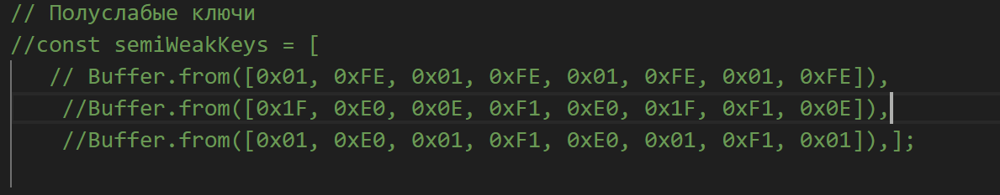 // Полуслабые ключи
//const semiWeakKeys = [
// Buffer.from([0x01, 0xFE, 0x01, 0xFE, 0x01, 0xFE, 0x01, 0xFE]),
//Buffer.from([0x1F, 0xE0, 0x0E, 0xF1, 0xE0, 0x1F, 0xF1, 0x0E]),
//Buffer.from([0x01, 0xE0, 0x01, 0xF1, 0xE0, 0x01, 0xF1, 0x01]),];